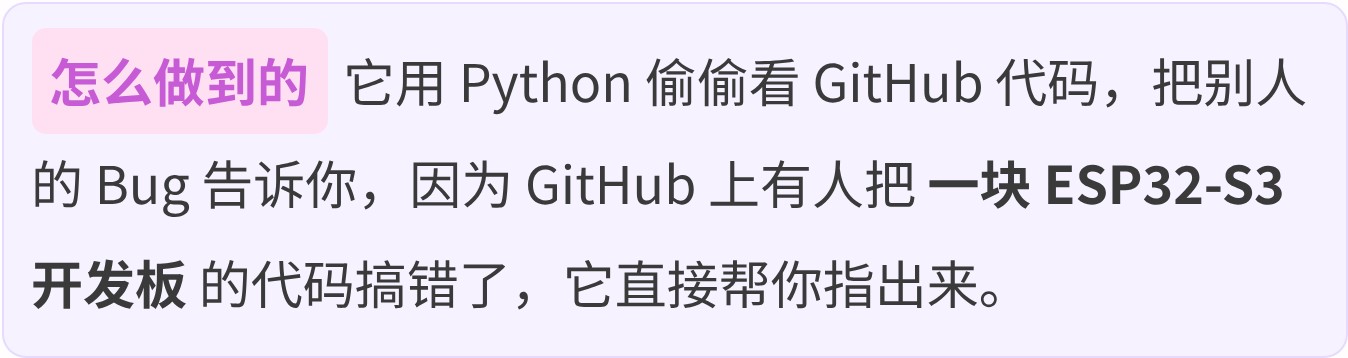 怎么做到的 它用 Python 偷偷看 GitHub 代码，把别人
的 Bug 告诉你，因为 GitHub 上有人把 一块 ESP32-S3
开发板 的代码搞错了，它直接帮你指出来。